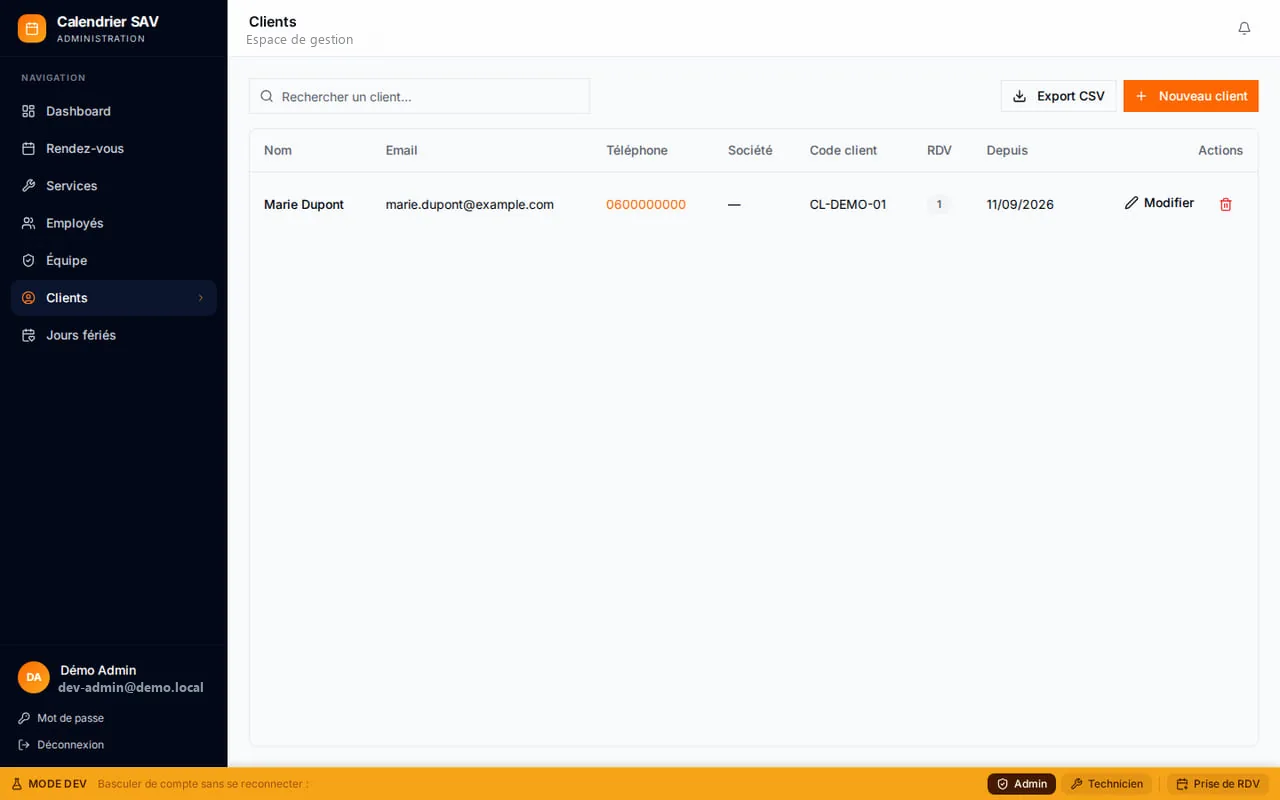 Calendrier SAV
ADMINISTRATION
NAVIGATION
Dashboard
Rendez-vous
Services
Employés
Équipe
Clients
Jours fériés
DA
Démo Admin
dev-admin@demo.local
Mot de passe
Déconnexion
Clients
Espace de gestion
Rechercher un client...
Export CSV
Nouveau client
Nom Email Téléphone Société Code client RDV Depuis Actions
Marie Dupont marie.dupont@example.com 0600000000 — CL-DEMO-01 1 11/09/2026 Modifier
MODE DEV Basculer de compte sans se reconnecter : Admin Technicien Prise de RDV